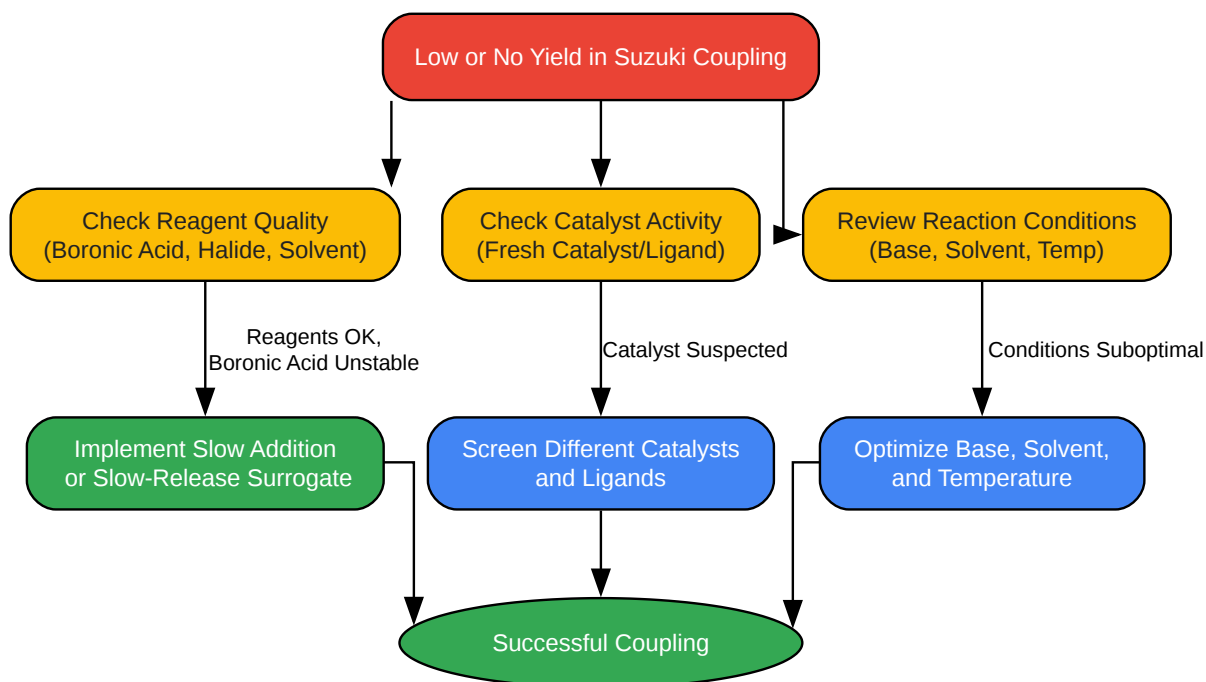 Low or No Yield in Suzuki Coupling
Check Reagent Quality
(Boronic Acid, Halide, Solvent)
Check Catalyst Activity
(Fresh Catalyst/Ligand)
Review Reaction Conditions
(Base, Solvent, Temp)
Reagents OK,
Boronic Acid Unstable
Catalyst Suspected
Conditions Suboptimal
Implement Slow Addition
or Slow-Release Surrogate
Screen Different Catalysts
and Ligands
Optimize Base, Solvent,
and Temperature
Successful Coupling